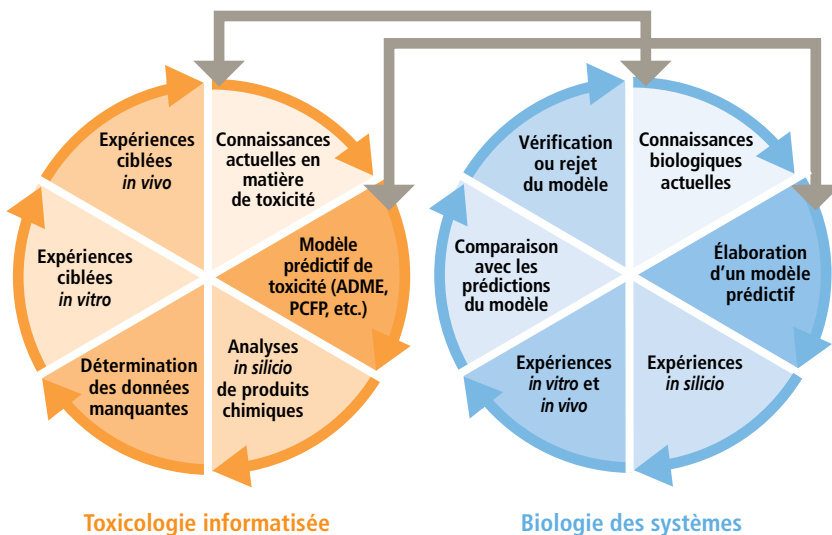 Expériences
ciblées
in vivo
Connaissances
actuelles en
matière
de toxicité
Modèle
prédictif de
toxicité (ADME,
PCFP, etc.)
Analyses
in silicio
de produits
chimiques
Détermination
des données
manquantes
Expériences
ciblées
in vitro
Toxicologie informatisée
Vérification
ou rejet
du modèle
Connaissances
biologiques
actuelles
Élaboration
d'un modèle
prédictif
Expériences
in silicio
Expériences
in vitro et
in vivo
Comparaison
avec les
prédictions
du modèle
Biologie des systèmes